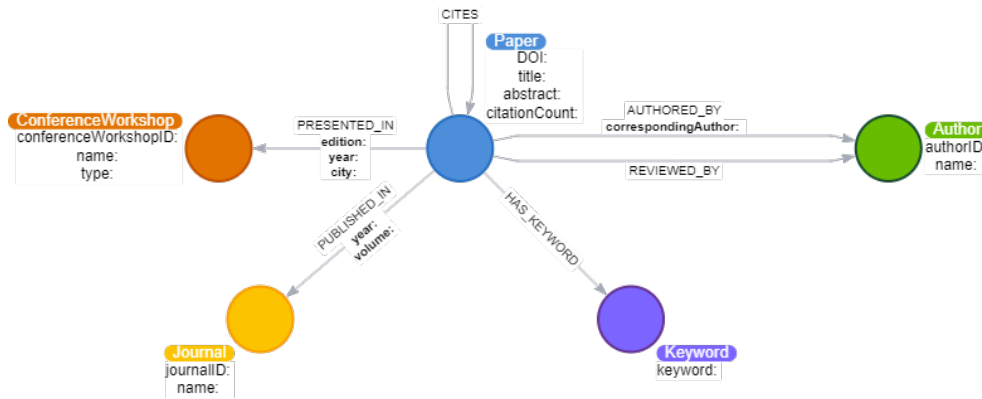 CITES
Paper
DOI:
title:
abstract:
citationCount:
ConferenceWorkshop
conferenceWorkshopID:
name:
type:
PRESENTED_IN
edition:
year:
city:
AUTHORED_BY
correspondingAuthor:
REVIEWED_BY
Author
authorID:
name:
PUBLISHED_IN
year:
volume:
HAS_KEYWORD
Journal
journalID:
name:
Keyword
keyword: